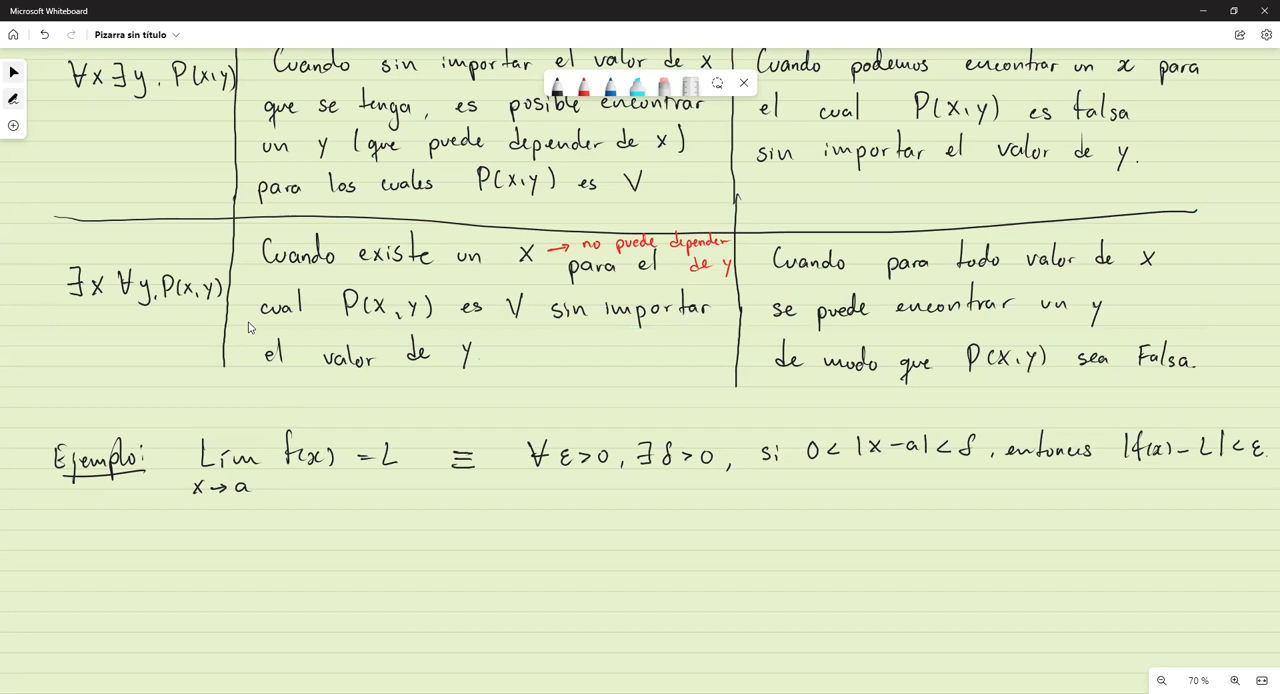 Microsoft Whiteboard
Pizarra sin título
∀x∃y. P(x,y)
Cuando sin importar el valor de x
que se tenga, es posible encontrar
un y (que puede depender de x)
para los cuales P(x,y) es V
Cuando podemos encontrar un x para
el cual P(x,y) es falsa
sin importar el valor de y.
∃x ∀y, P(x,y)
Cuando existe un x → no puede depender
para el de y
cual P(x,y) es V sin importar
el valor de y.
Cuando para todo valor de x
se puede encontrar un y
de modo que P(x,y) sea Falsa.
Ejemplo: Lím f(x) = L ≡ ∀ε>0, ∃δ>0, si 0<|x-a|<δ, entonces |f(x)-L|<ε.
x→a
70 %